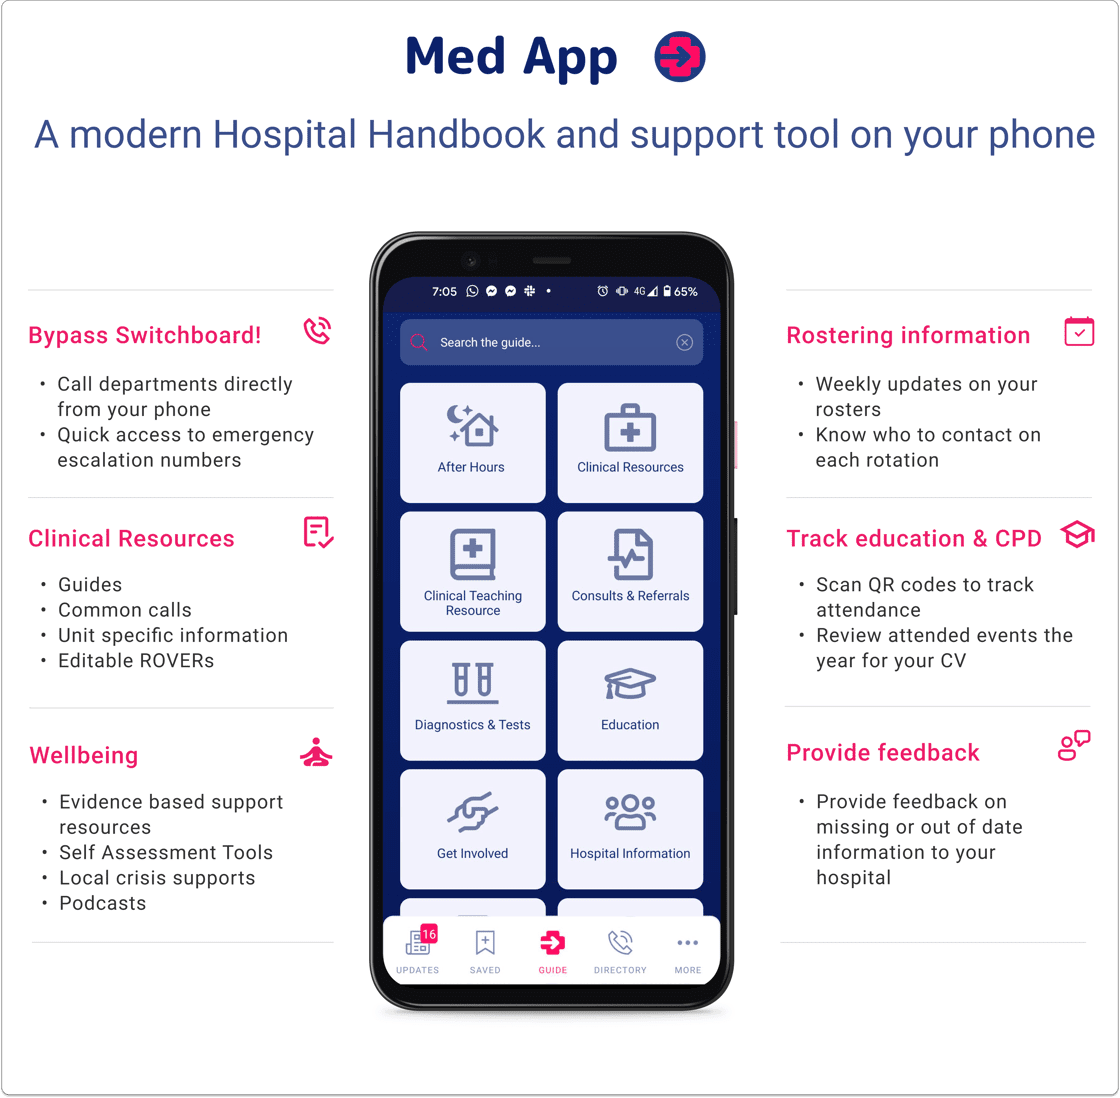 Med App
A modern Hospital Handbook and support tool on your phone
Bypass Switchboard!
• Call departments directly
from your phone
• Quick access to emergency
escalation numbers
Clinical Resources
• Guides
• Common calls
• Unit specific information
• Editable ROVERs
Wellbeing
• Evidence based support
resources
• Self Assessment Tools
• Local crisis supports
• Podcasts
7:05 4G 65%
Search the guide...
After Hours
Clinical Resources
Clinical Teaching
Resource
Consults & Referrals
Diagnostics & Tests
Education
Get Involved
Hospital Information
16
UPDATES SAVED GUIDE DIRECTORY MORE
Rostering information
• Weekly updates on your
rosters
• Know who to contact on
each rotation
Track education & CPD
• Scan QR codes to track
attendance
• Review attended events the
year for your CV
Provide feedback
• Provide feedback on
missing or out of date
information to your
hospital